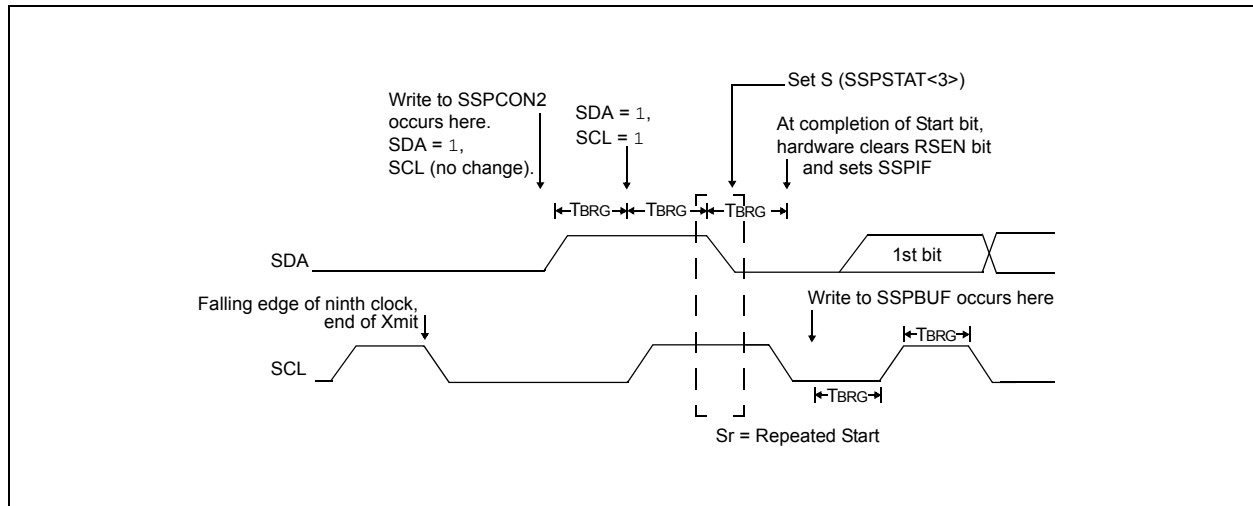 Write to SSPCON2
occurs here.
SDA = 1,
SCL (no change).
SDA = 1,
SCL = 1
Set S (SSPSTAT<3>)
At completion of Start bit,
hardware clears RSEN bit
and sets SSPIF
TBRG
TBRG
TBRG
SDA
1st bit
Falling edge of ninth clock,
end of Xmit
Write to SSPBUF occurs here
TBRG
SCL
TBRG
Sr = Repeated Start